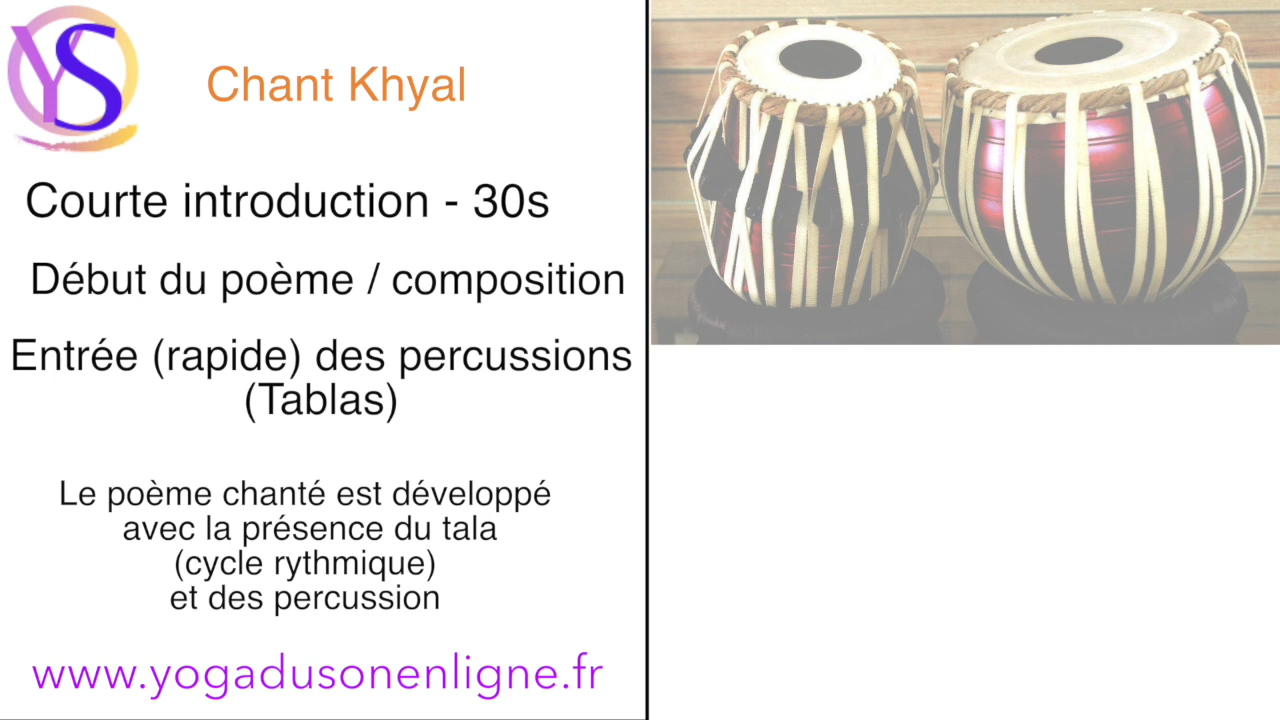 YS
Chant Khyal
Courte introduction - 30s
Début du poème / composition
Entrée (rapide) des percussions
(Tablas)
Le poème chanté est développé
avec la présence du tala
(cycle rythmique)
et des percussion
www.yogadusonenligne.fr